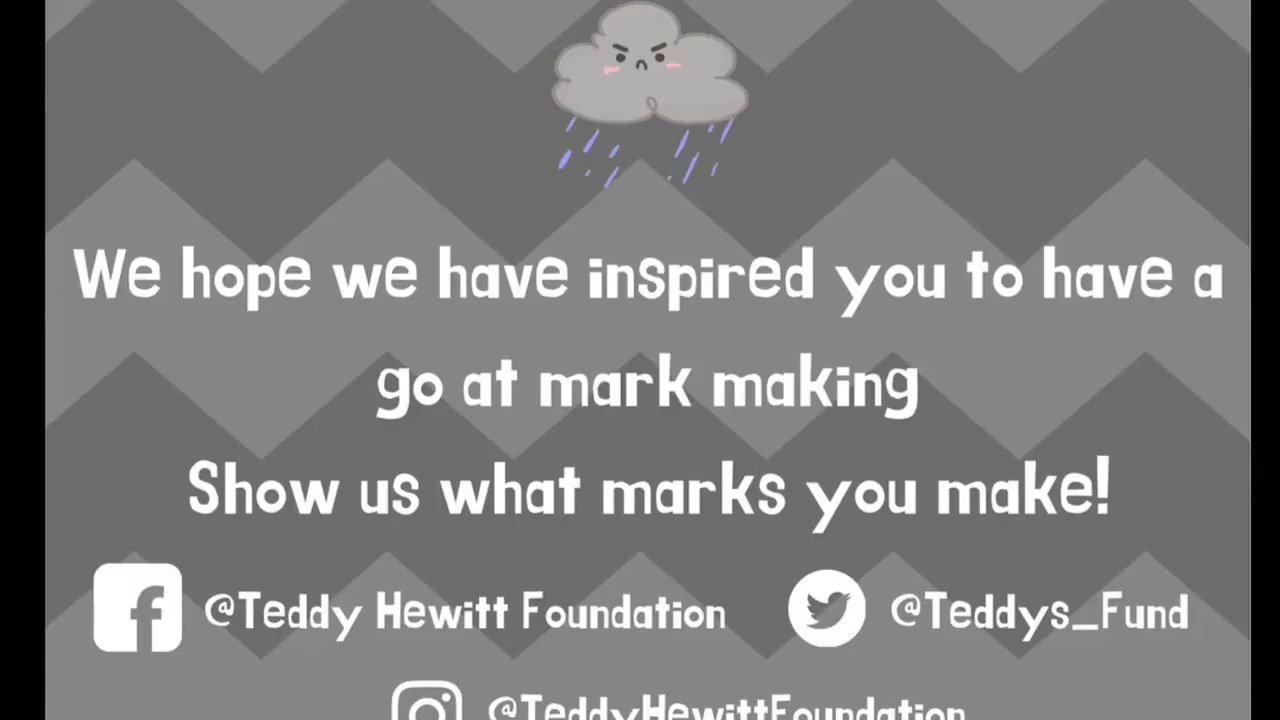 We hope we have inspired you to have a
go at mark making
Show us what marks you make!
@Teddy Hewitt Foundation @Teddys_Fund
@TeddyHewittFoundation